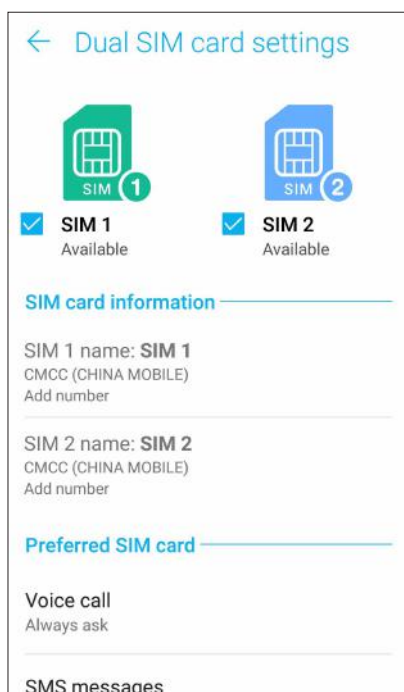 Dual SIM card settings
SIM 1
SIM 2
SIM 1
SIM 2
Available
Available
SIM card information
SIM 1 name: SIM 1
CMCC (CHINA MOBILE)
Add number
SIM 2 name: SIM 2
CMCC (CHINA MOBILE)
Add number
Preferred SIM card
Voice call
Always ask
SMS messages